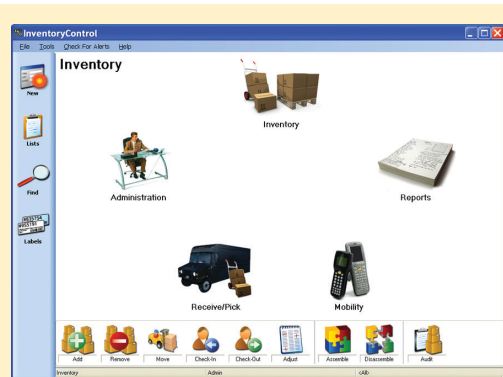 InventoryControl
File Tools Check For Alerts Help
Inventory
New
Lists
Find
Labels
Inventory
Administration
Reports
Receive/Pick
Mobility
Add Remove Move Check-In Check-Out Adjust Assemble Disassemble Audit
Inventory Admin <All>